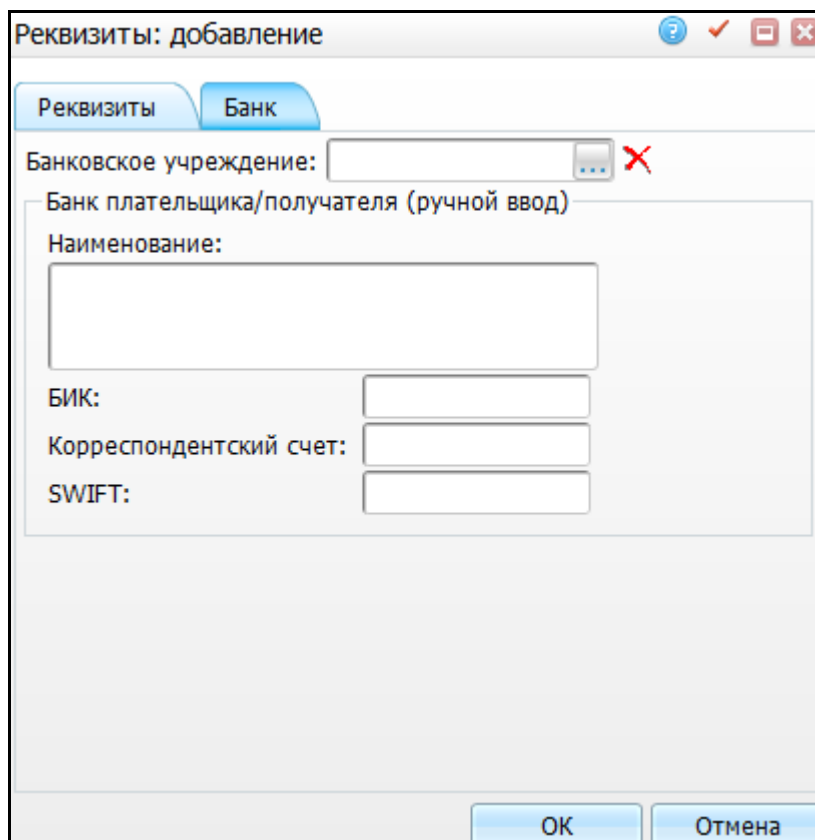 Реквизиты: добавление
Реквизиты Банк
Банковское учреждение: ...
Банк плательщика/получателя (ручной ввод)
Наименование:
БИК:
Корреспондентский счет:
SWIFT:
ОК Отмена